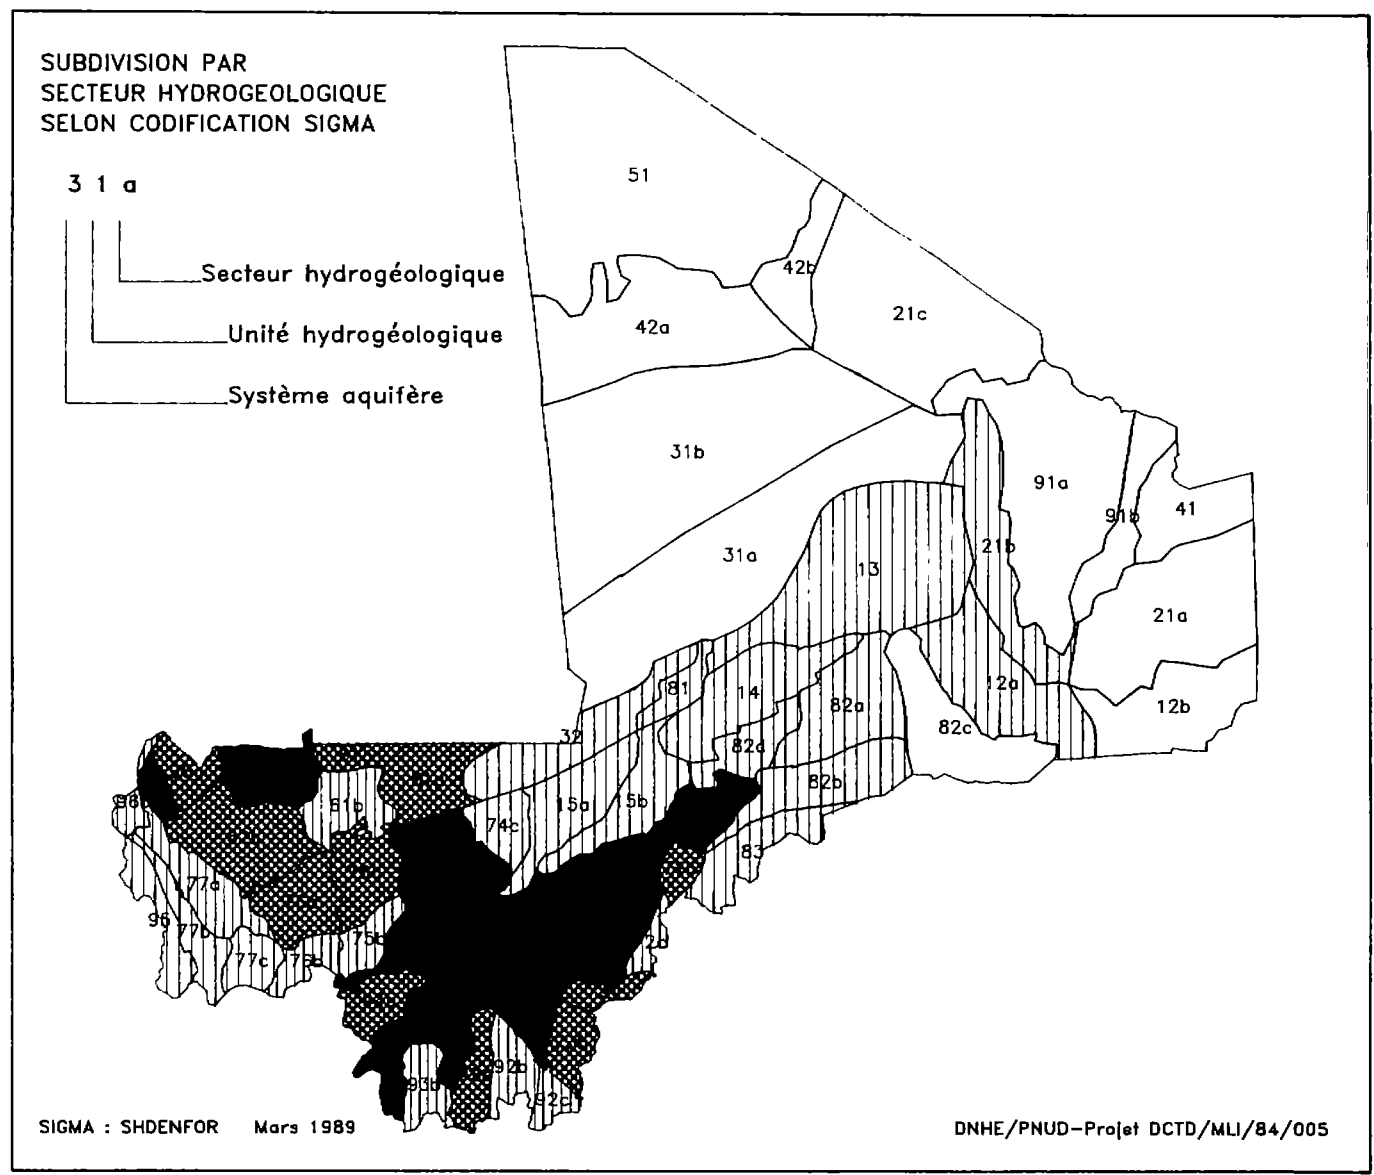 SUBDIVISION PAR
SECTEUR HYDROGEOLOGIQUE
SELON CODIFICATION SIGMA
3 1 a
Secteur hydrogéologique
Unité hydrogéologique
Système aquifère
51
42b
21c
42a
31b
91a
91b
41
31a
13
21b
21a
81
14
12a
82a
12b
32
82d
82c
82b
61b
15a
15b
74c
83
77a
96
77b
75b
2d
77c
92b
93b
92c
SIGMA : SHDENFOR Mars 1989
DNHE/PNUD-Projet DCTD/MLI/84/005